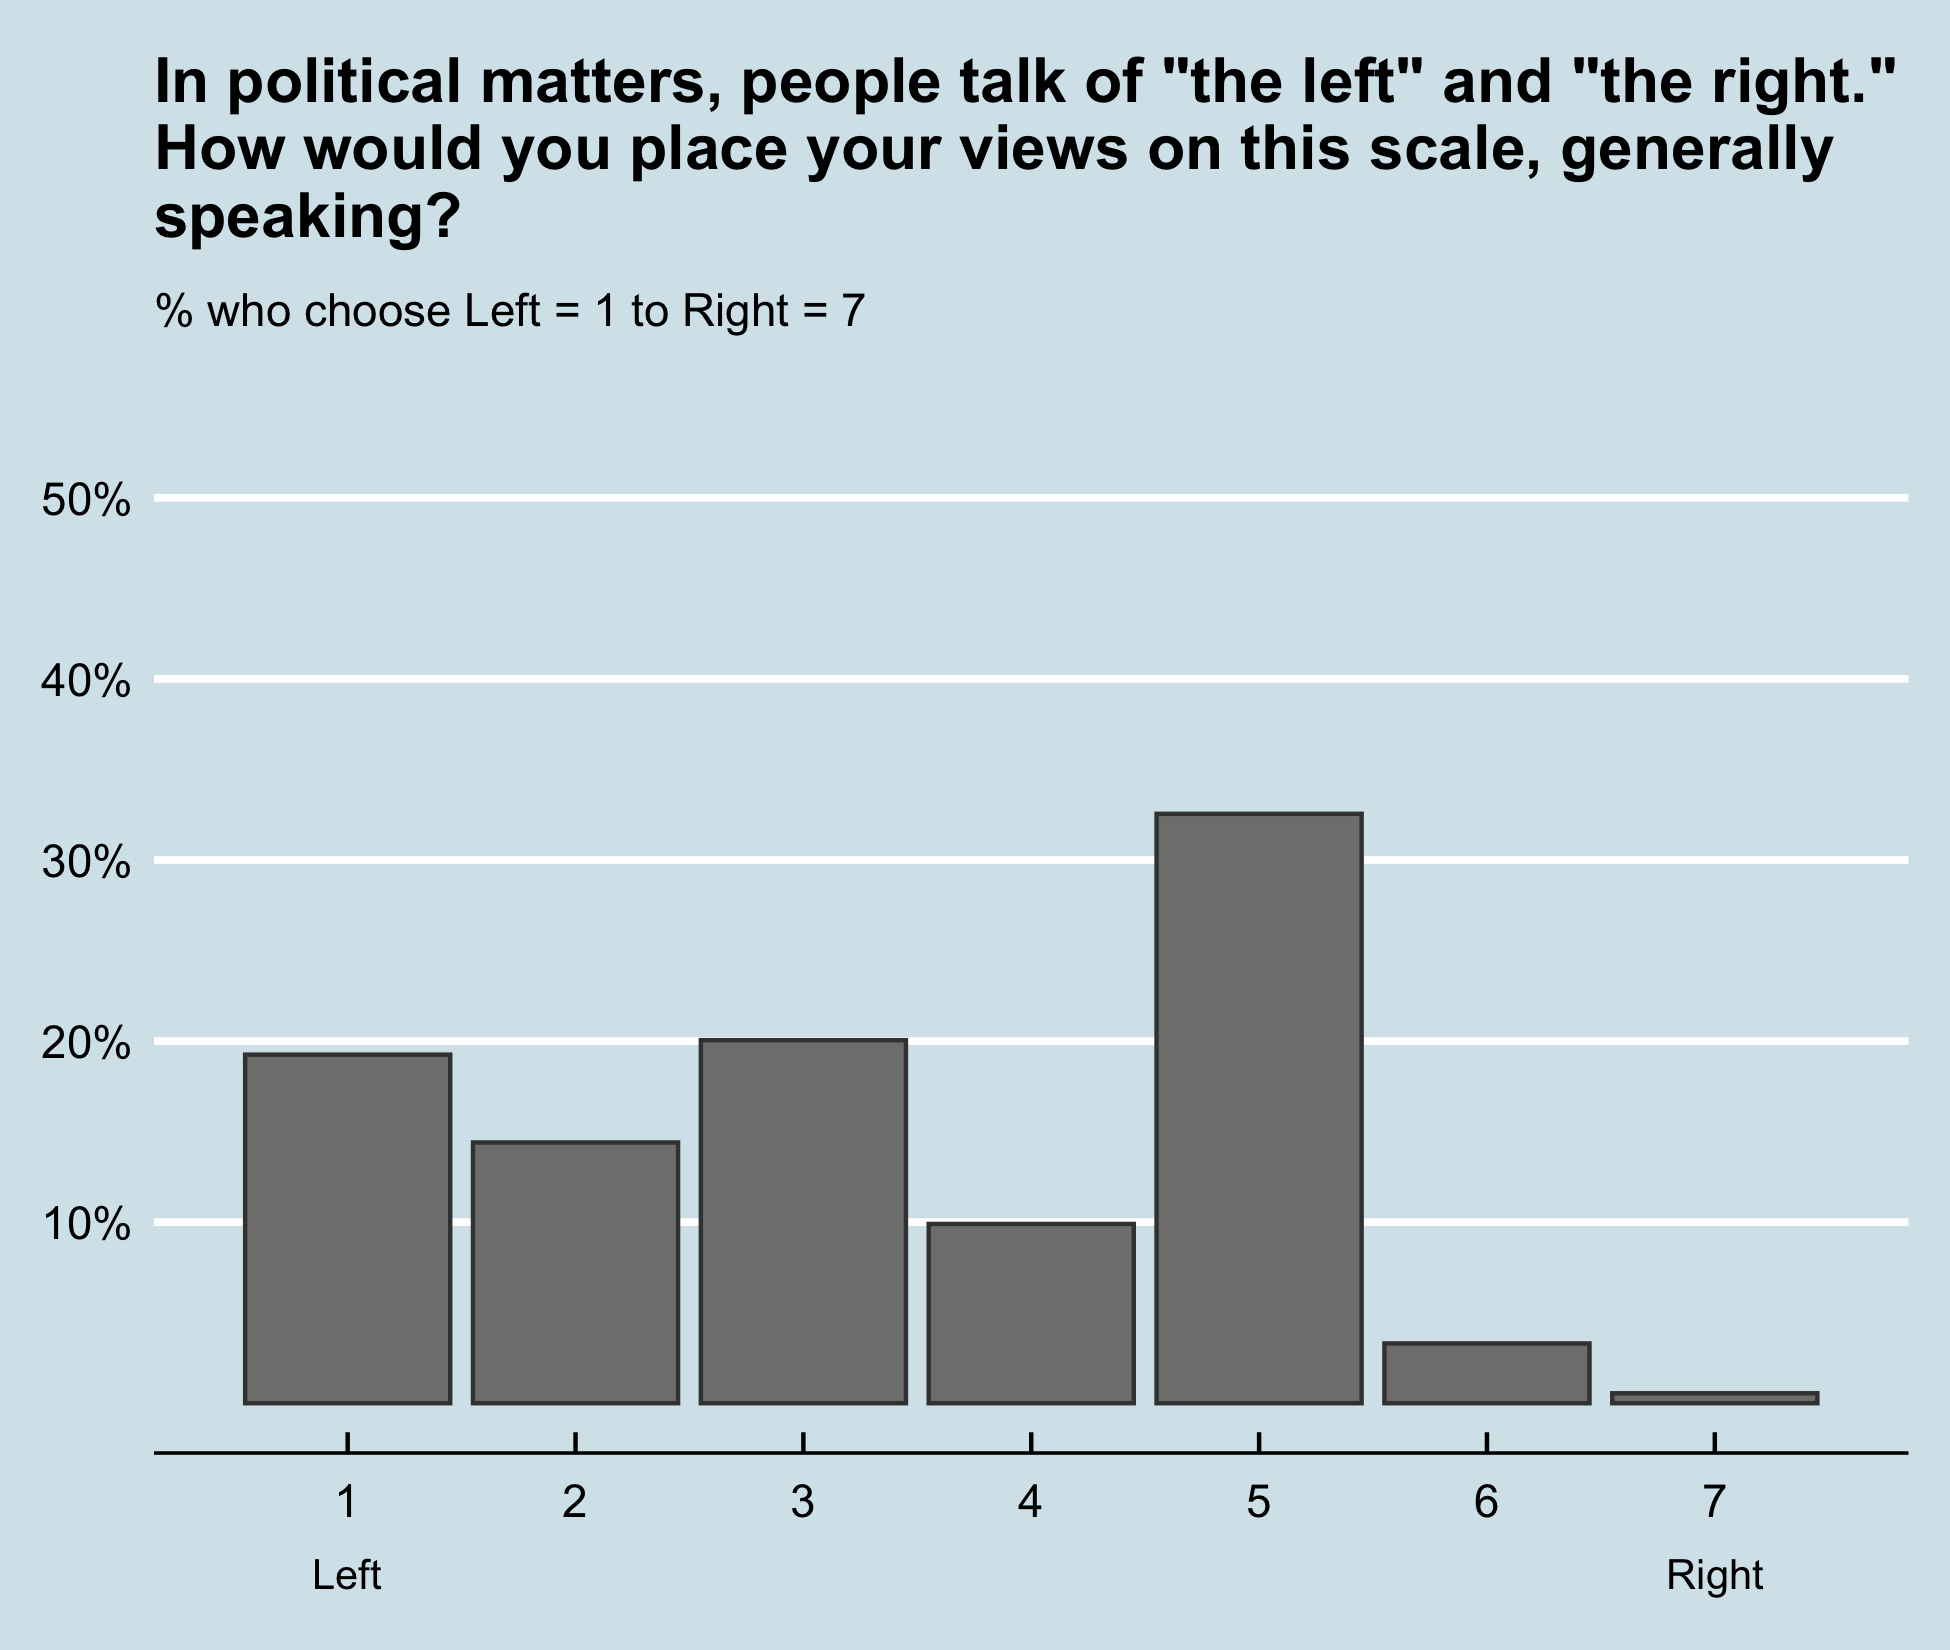 In political matters, people talk of "the left" and "the right."
How would you place your views on this scale, generally
speaking?
% who choose Left = 1 to Right = 7
50%
40%
30%
20%
10%
1 2 3 4 5 6 7
Left Right